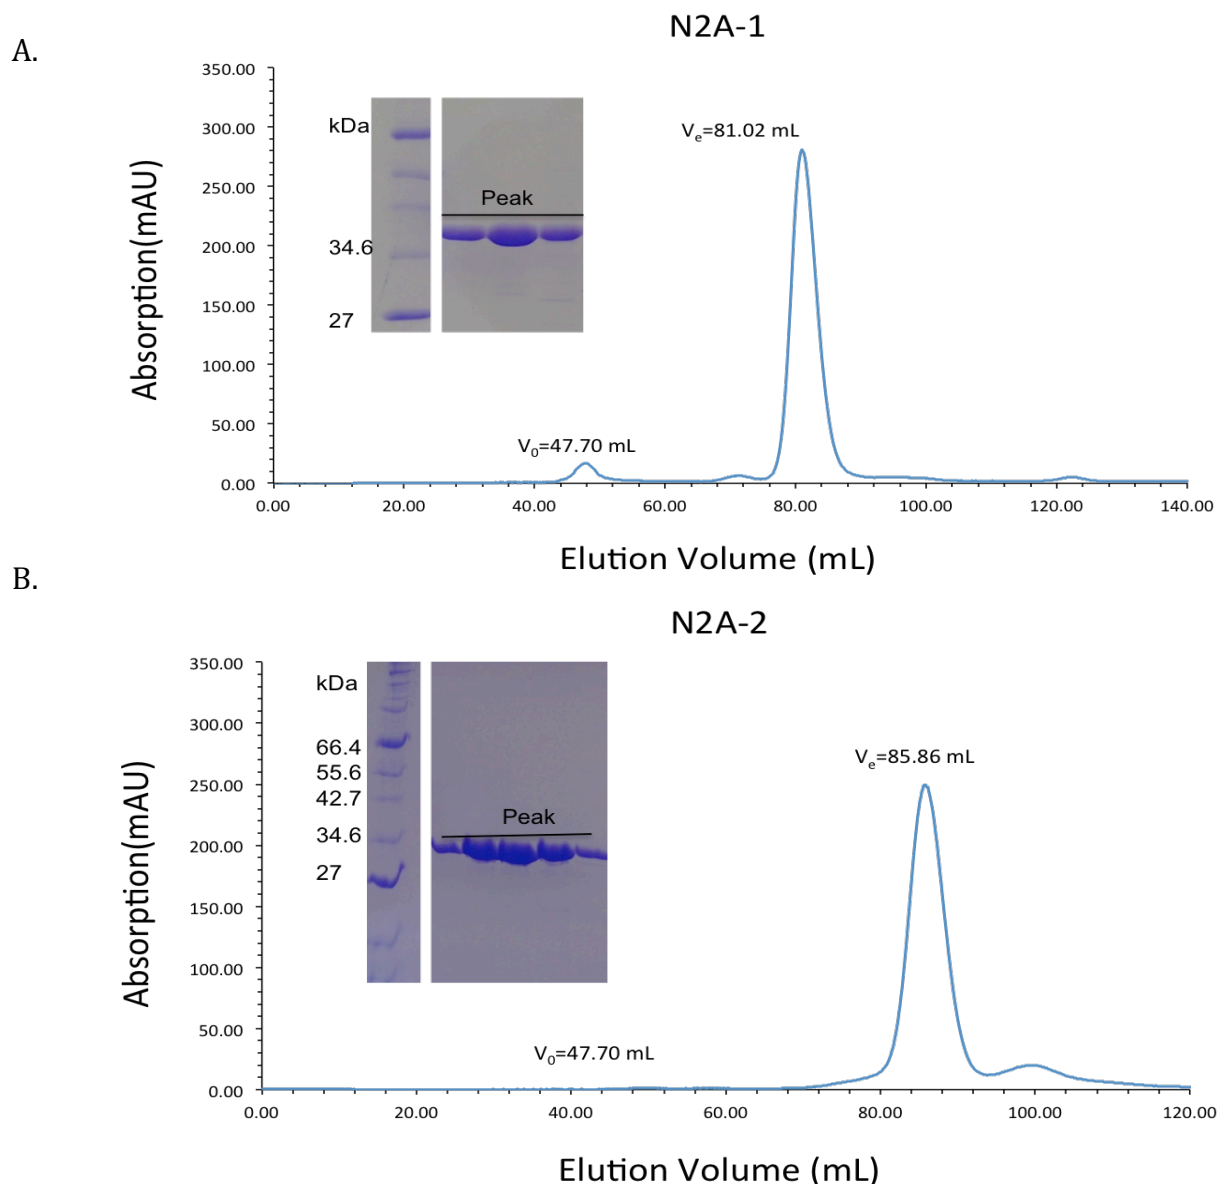 A.
N2A-1
350.00
300.00
250.00
200.00
150.00
100.00
50.00
0.00
Absorption(mAU)
kDa
34.6
27
Peak
Vₑ=81.02 mL
V₀=47.70 mL
0.00 20.00 40.00 60.00 80.00 100.00 120.00 140.00
Elution Volume (mL)
B.
N2A-2
350.00
300.00
250.00
200.00
150.00
100.00
50.00
0.00
Absorption(mAU)
kDa
66.4
55.6
42.7
34.6
27
Peak
Vₑ=85.86 mL
V₀=47.70 mL
0.00 20.00 40.00 60.00 80.00 100.00 120.00
Elution Volume (mL)